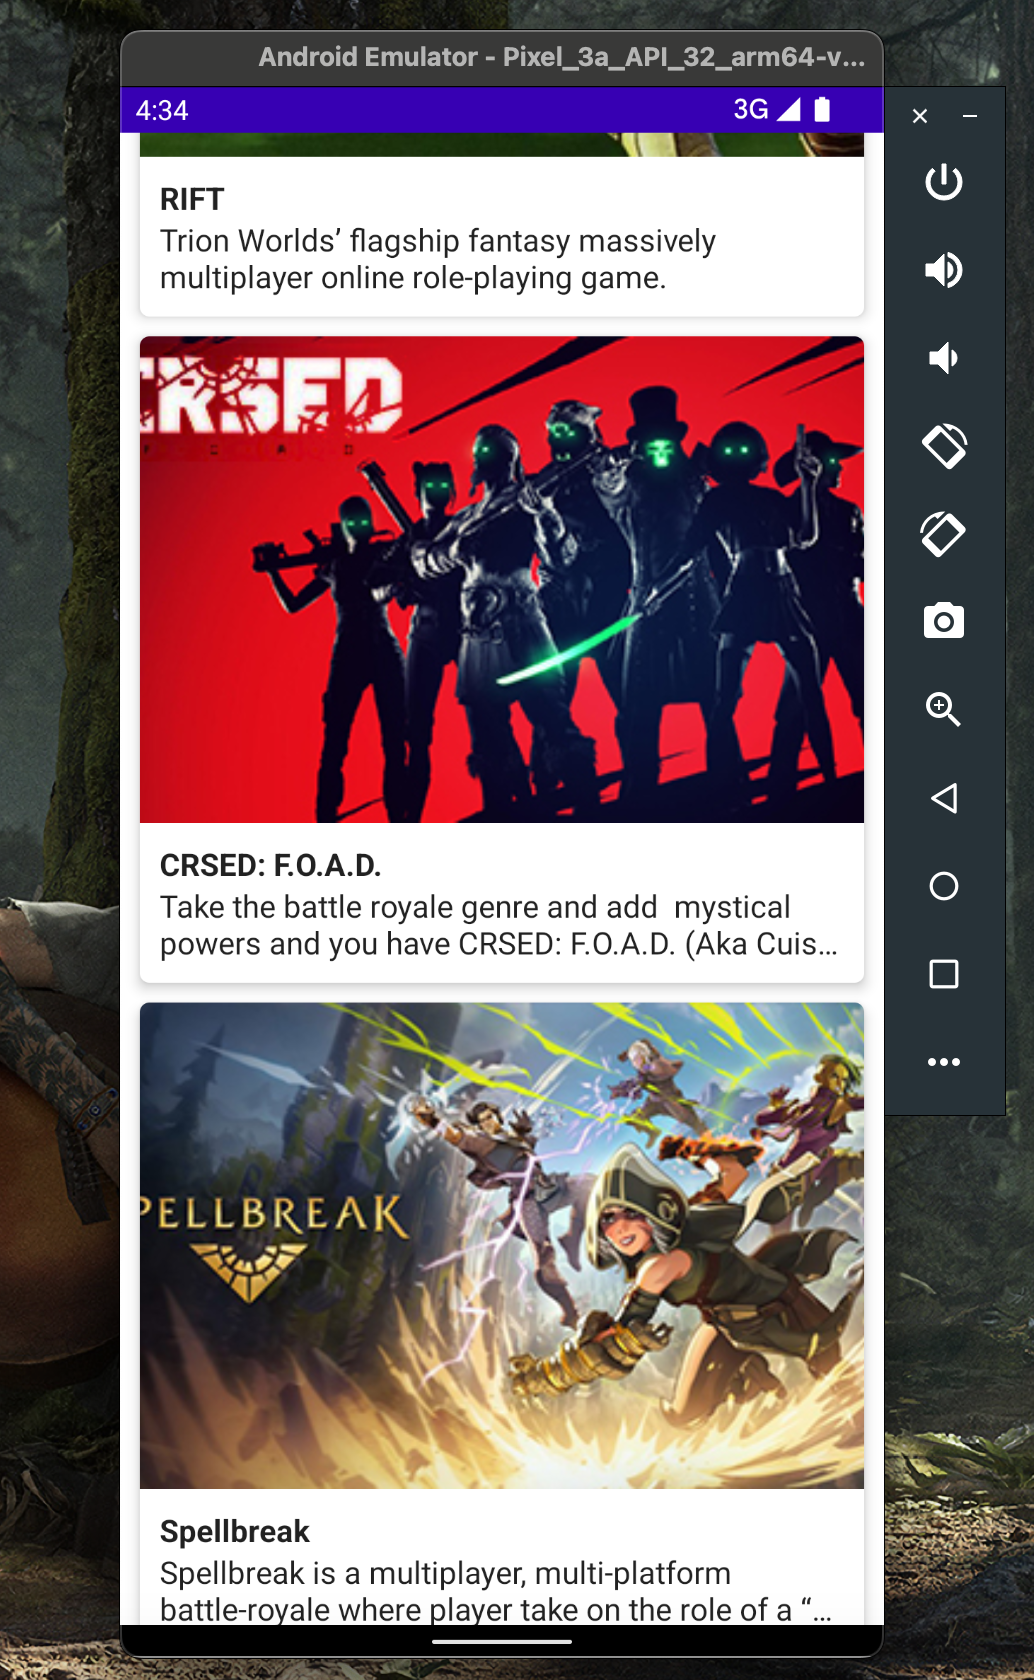 Android Emulator - Pixel_3a_API_32_arm64-v...
4:34
3G
RIFT
Trion Worlds’ flagship fantasy massively
multiplayer online role-playing game.
CRSED
CRSED: F.O.A.D.
Take the battle royale genre and add  mystical
powers and you have CRSED: F.O.A.D. (Aka Cuis…
PELLBREAK
Spellbreak
Spellbreak is a multiplayer, multi-platform
battle-royale where player take on the role of a “…